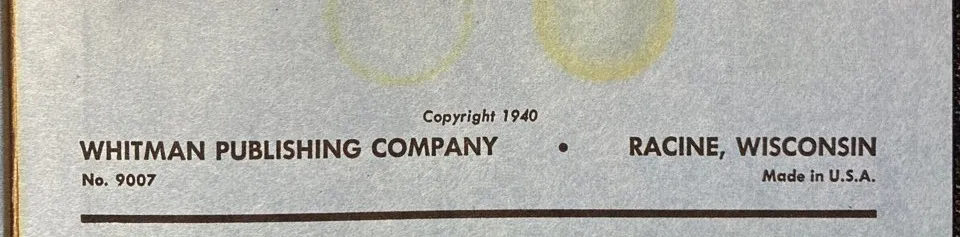 Copyright 1940
WHITMAN PUBLISHING COMPANY • RACINE, WISCONSIN
No. 9007 Made in U.S.A.